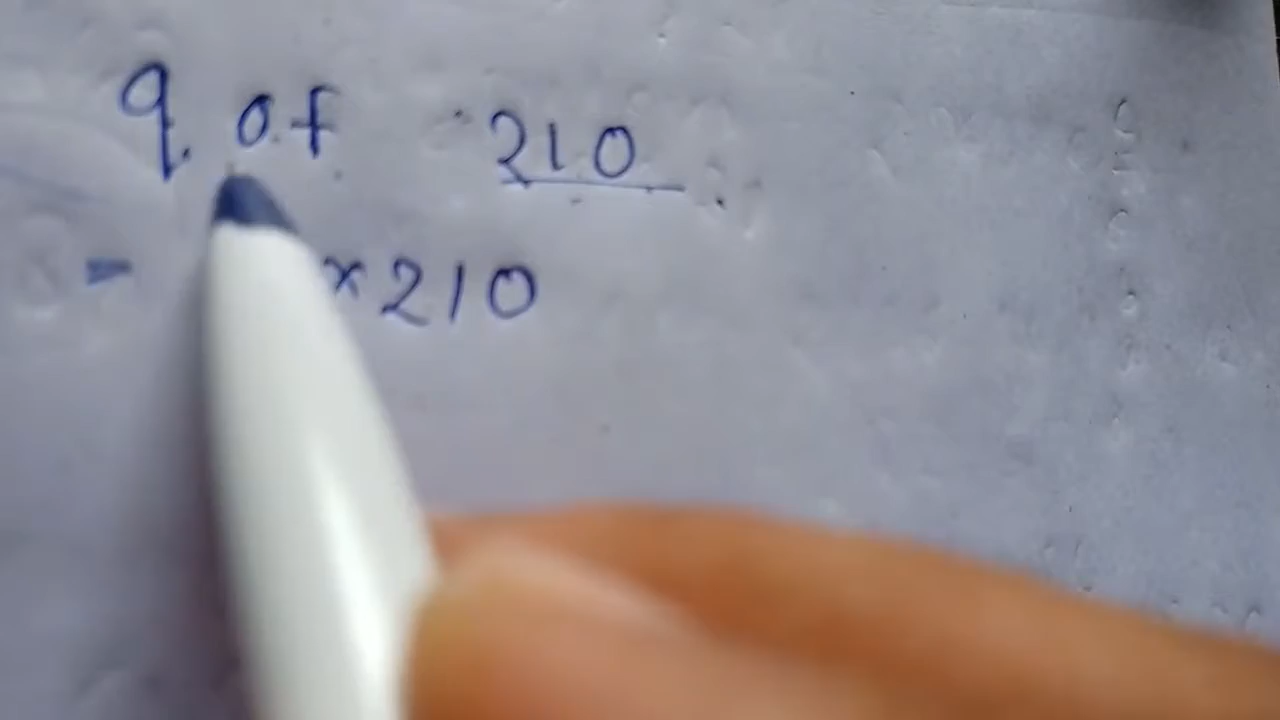 9. of 210
= x 210